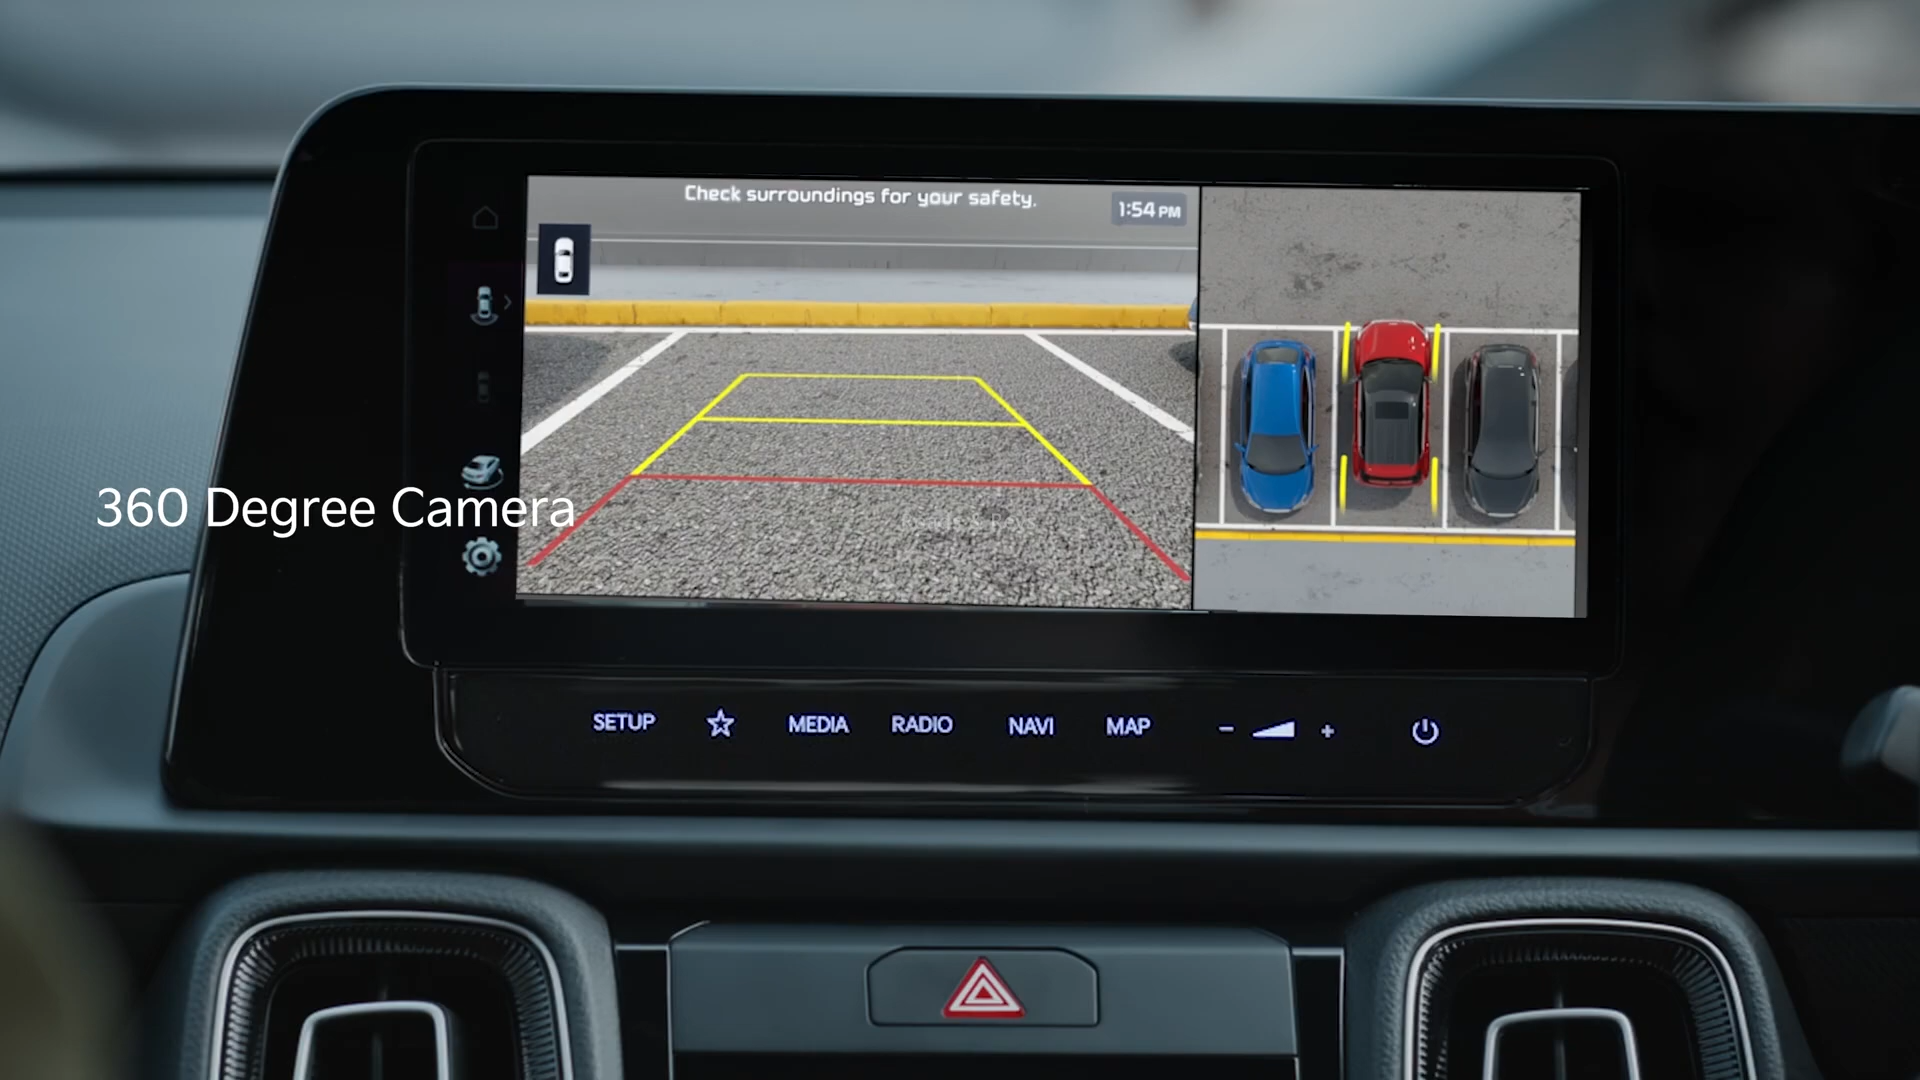 Check surroundings for your safety.
1:54 PM
360 Degree Camera
SETUP
MEDIA
RADIO
NAVI
MAP
- +